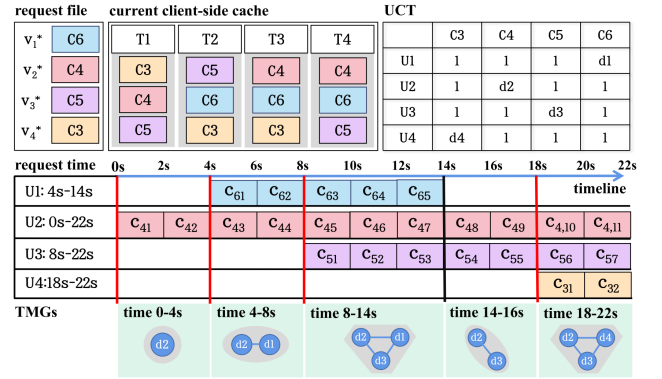 request file current client-side cache UCT
v1* C6 T1 T2 T3 T4 C3 C4 C5 C6
v2* C4 C3 C5 C4 C4 U1 1 1 1 d1
v3* C5 C4 C6 C6 C6 U2 1 d2 1 1
v4* C3 C5 C3 C3 C5 U3 1 1 d3 1
U4 d4 1 1 1
request time 0s 2s 4s 6s 8s 10s 12s 14s 16s 18s 20s 22s
timeline
U1: 4s-14s C61 C62 C63 C64 C65
U2: 0s-22s C41 C42 C43 C44 C45 C46 C47 C48 C49 C4,10 C4,11
U3: 8s-22s C51 C52 C53 C54 C55 C56 C57
U4:18s-22s C31 C32
TMGs time 0-4s time 4-8s time 8-14s time 14-16s time 18-22s
d2 d2 d1 d2 d1 d3 d2 d3 d2 d4 d3